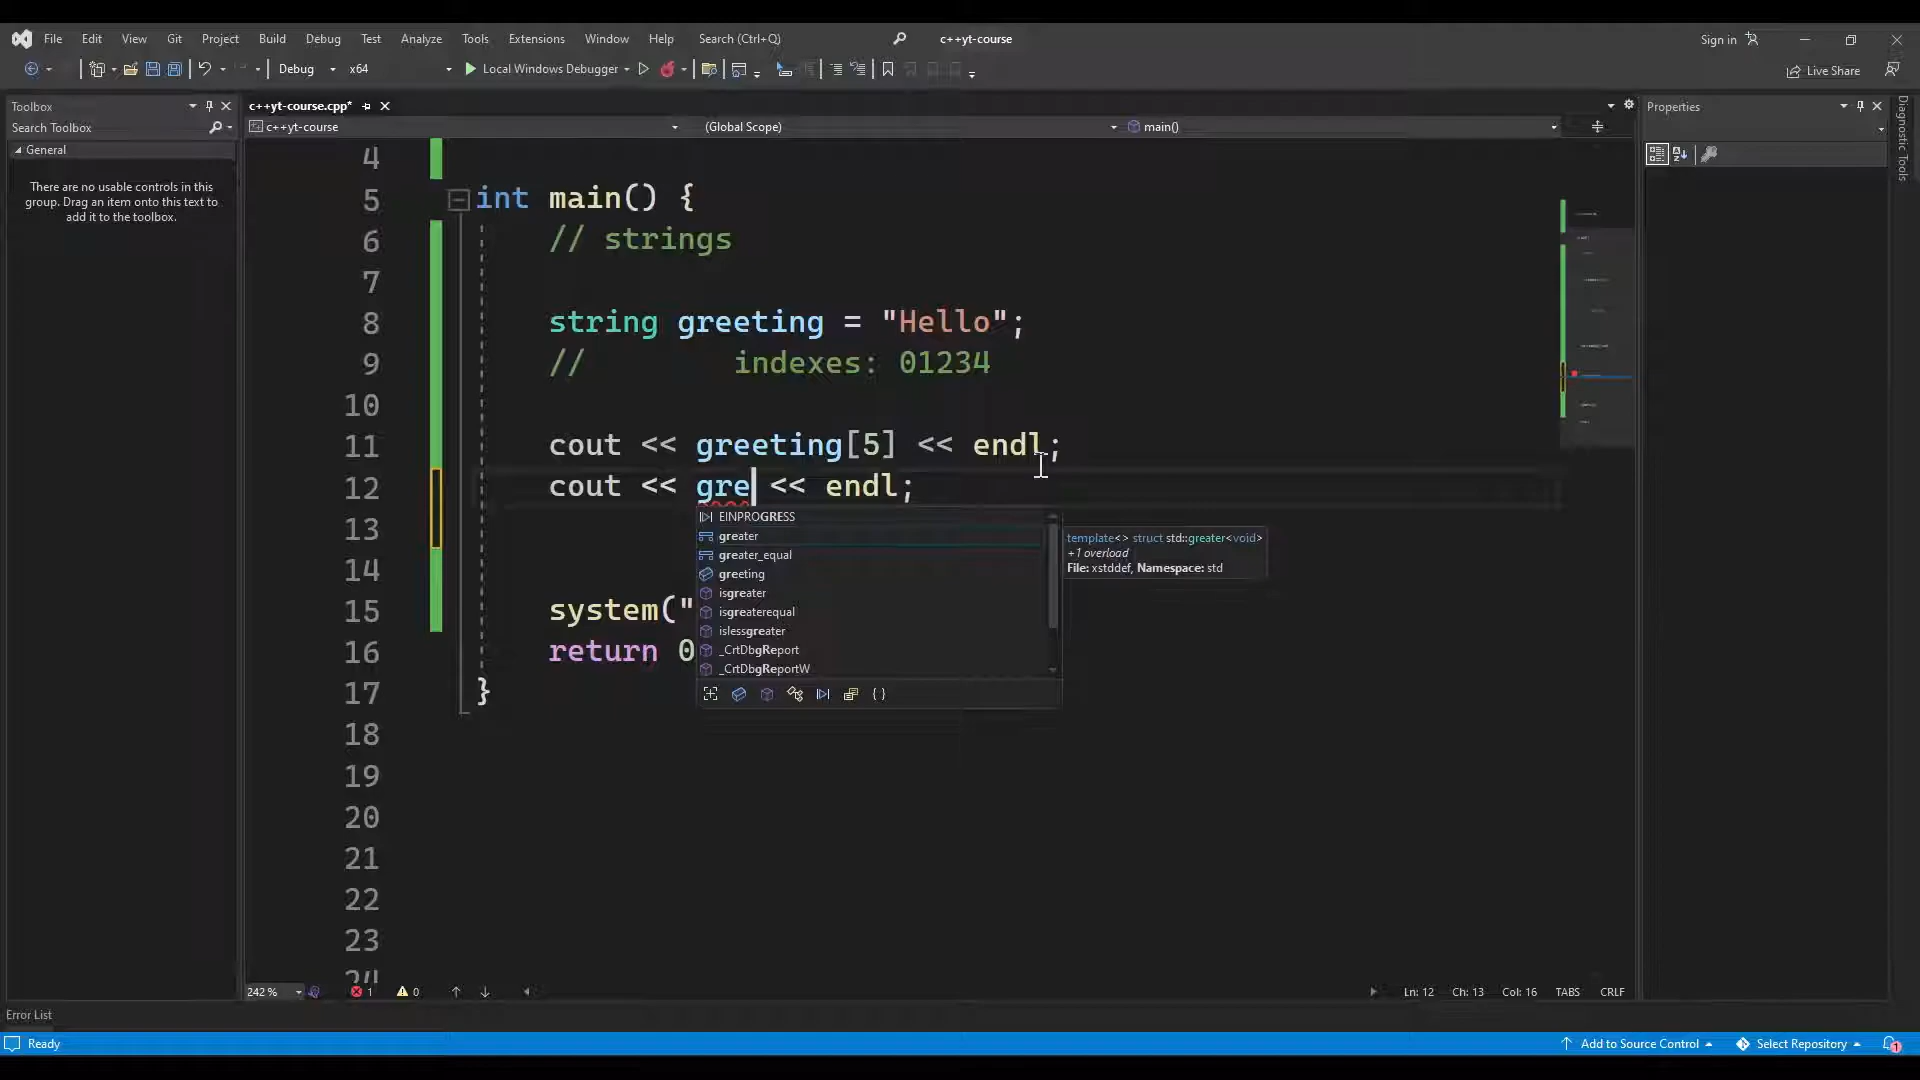 File Edit View Git Project Build Debug Test Analyze Tools Extensions Window Help Search (Ctrl+Q) c++yt-course Sign in
Debug x64 Local Windows Debugger Live Share
Toolbox
Search Toolbox
General
There are no usable controls in this
group. Drag an item onto this text to
add it to the toolbox.
c++yt-course.cpp*
c++yt-course (Global Scope) main()
4
5 int main() {
6 // strings
7
8 string greeting = "Hello";
9 // indexes: 01234
10
11 cout << greeting[5] << endl;
12 cout << gre << endl;
13
14
15 system("
16 return 0
17 }
18
19
20
21
22
23
24
EINPROGRESS
greater
greater_equal
greeting
isgreater
isgreaterequal
islessgreater
_CrtDbgReport
_CrtDbgReportW
template<> struct std::greater<void>
+1 overload
File: xstddef, Namespace: std
Properties
Diagnostic Tools
242 % 1 0 Ln: 12 Ch: 13 Col: 16 TABS CRLF
Error List
Ready Add to Source Control Select Repository 1